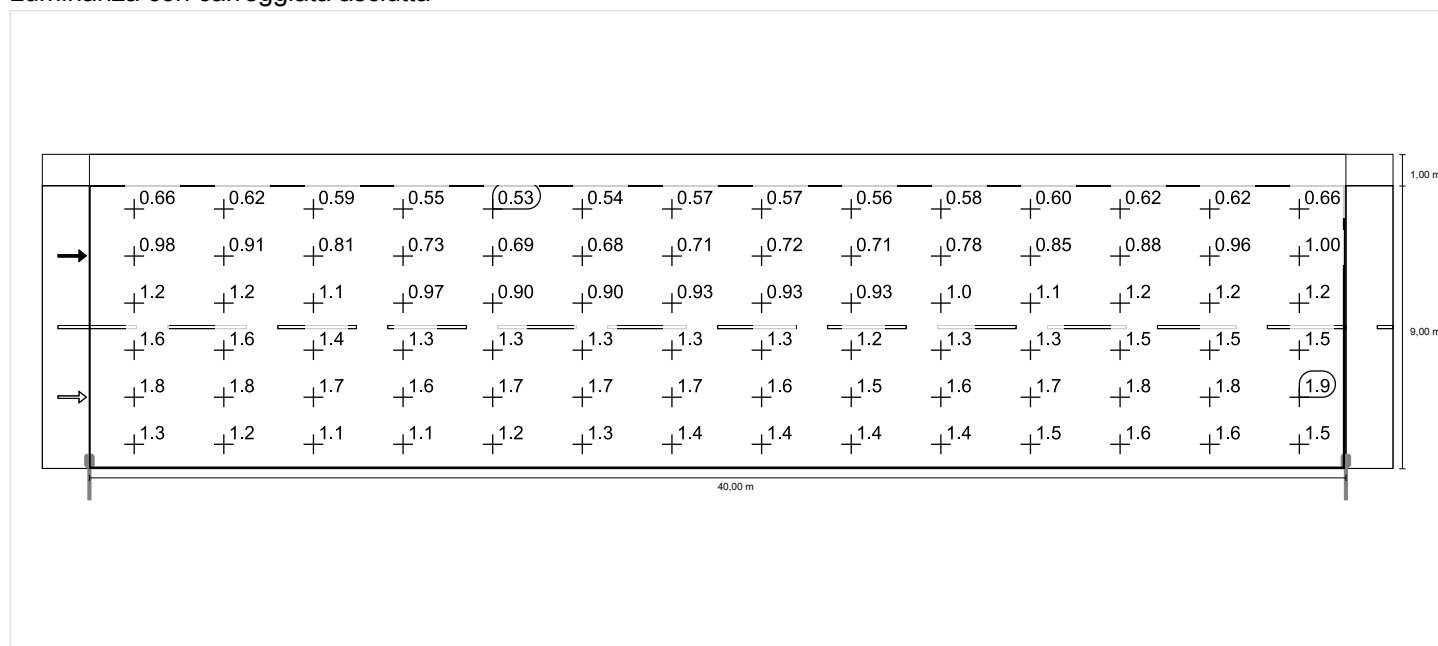 Luminanza con carreggiata asciutta
1,00 m
0.66 0.62 0.59 0.55 0.53 0.54 0.57 0.57 0.56 0.58 0.60 0.62 0.62 0.66
0.98 0.91 0.81 0.73 0.69 0.68 0.71 0.72 0.71 0.78 0.85 0.88 0.96 1.00
1.2 1.2 1.1 0.97 0.90 0.90 0.93 0.93 0.93 1.0 1.1 1.2 1.2 1.2
9,00 m
1.6 1.6 1.4 1.3 1.3 1.3 1.3 1.3 1.2 1.3 1.3 1.5 1.5 1.5
1.8 1.8 1.7 1.6 1.7 1.7 1.7 1.6 1.5 1.6 1.7 1.8 1.8 1.9
1.3 1.2 1.1 1.1 1.2 1.3 1.4 1.4 1.4 1.4 1.5 1.6 1.6 1.5
40,00 m